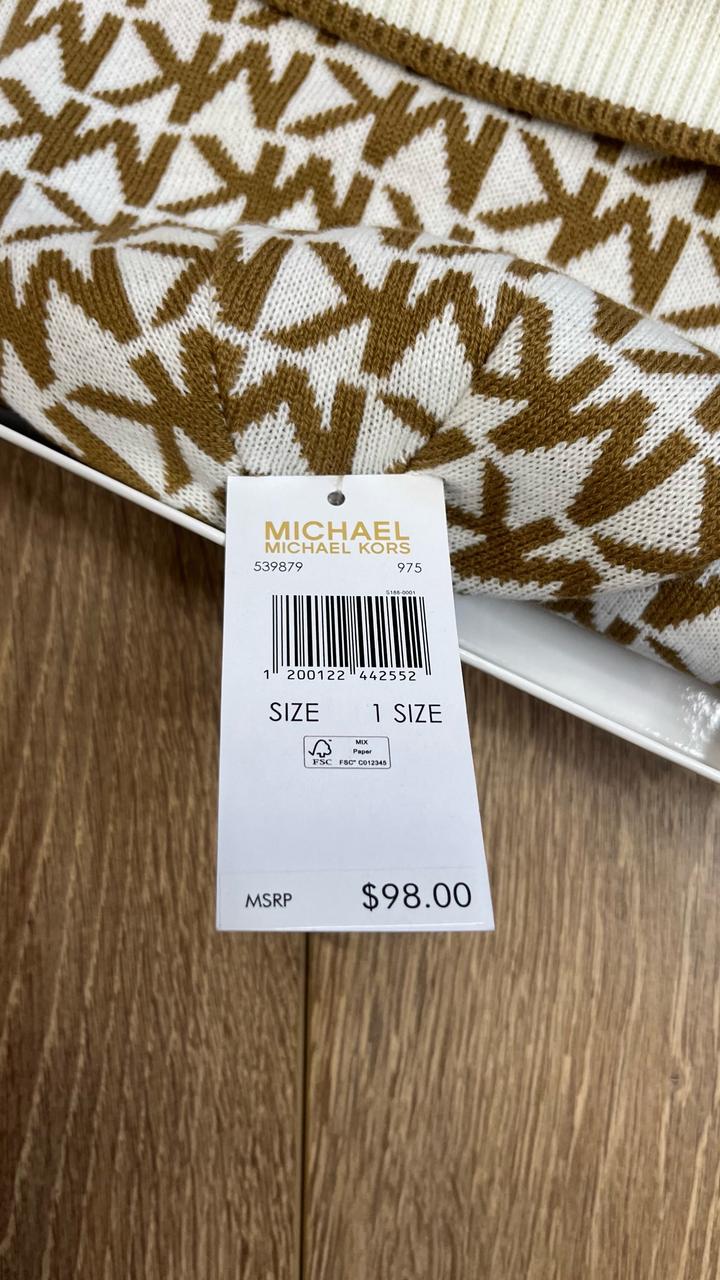 MICHAEL
MICHAEL KORS
539879 975
S188-0001
1 200122 442552
SIZE 1 SIZE
FSC
MIX
Paper
FSC® C012345
MSRP $98.00